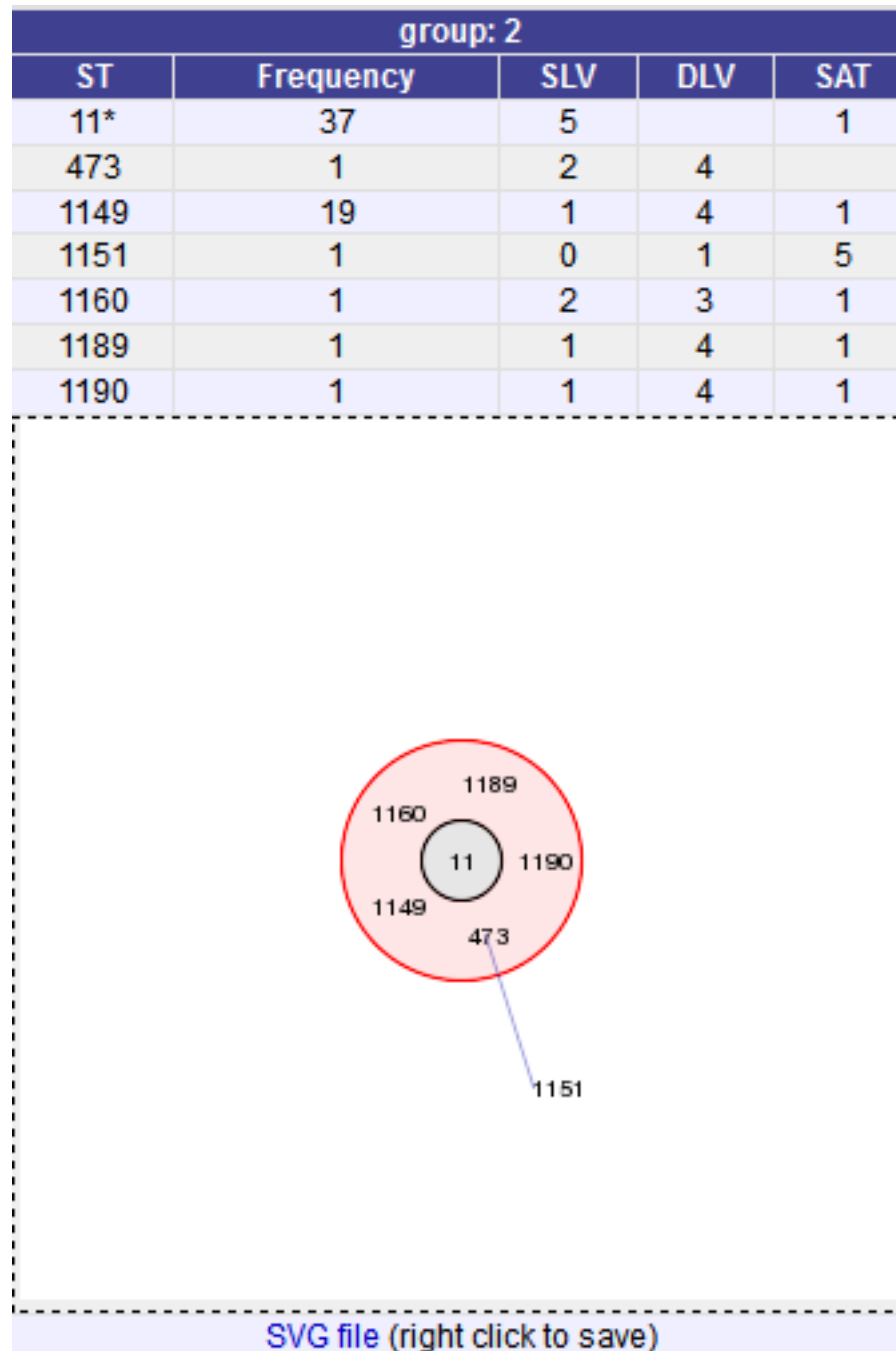 group: 2
ST Frequency SLV DLV SAT
11* 37 5 1
473 1 2 4
1149 19 1 4 1
1151 1 0 1 5
1160 1 2 3 1
1189 1 1 4 1
1190 1 1 4 1
1189
1160
11 1190
1149
473
1151
SVG file (right click to save)